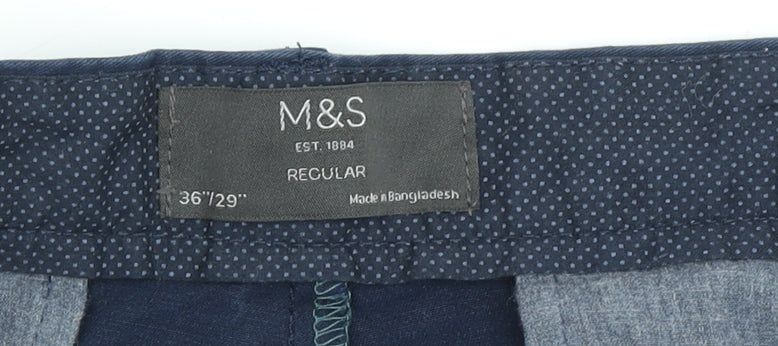 M&S
EST. 1884
REGULAR
36"/29"
Made in Bangladesh